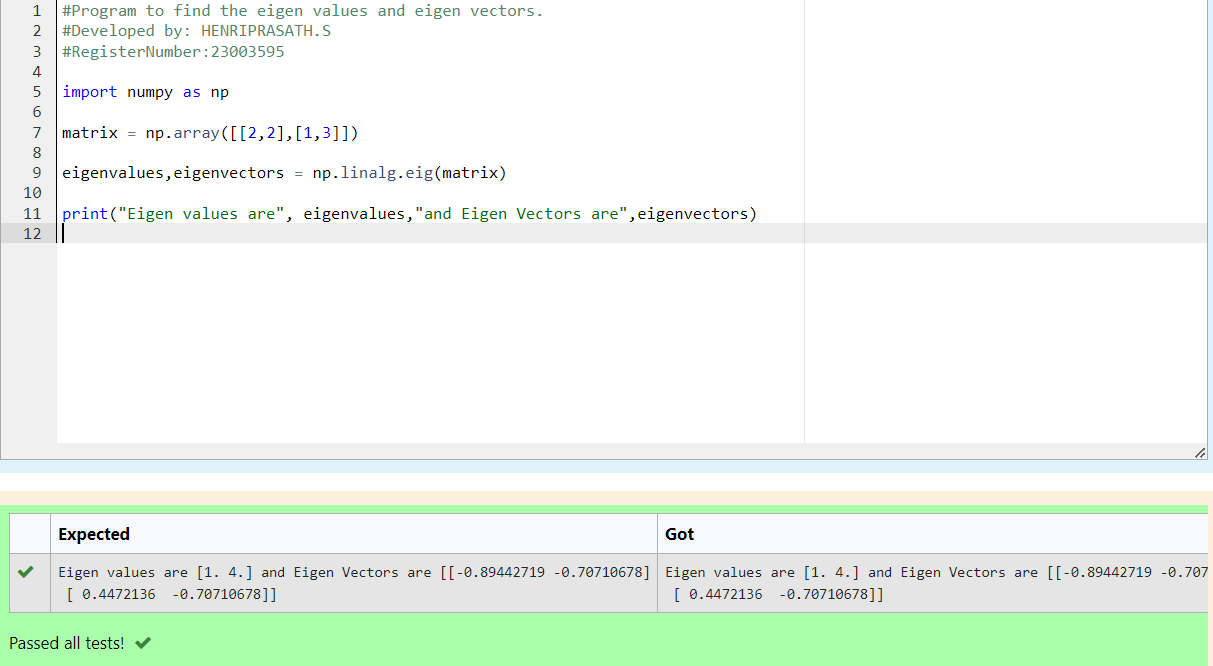 1 #Program to find the eigen values and eigen vectors.
2 #Developed by: HENRIPRASATH.S
3 #RegisterNumber:23003595
4
5 import numpy as np
6
7 matrix = np.array([[2,2],[1,3]])
8
9 eigenvalues,eigenvectors = np.linalg.eig(matrix)
10
11 print("Eigen values are", eigenvalues,"and Eigen Vectors are",eigenvectors)
12
Expected Got
Eigen values are [1. 4.] and Eigen Vectors are [[-0.89442719 -0.70710678] Eigen values are [1. 4.] and Eigen Vectors are [[-0.89442719 -0.707
[ 0.4472136 -0.70710678]] [ 0.4472136 -0.70710678]]
Passed all tests!